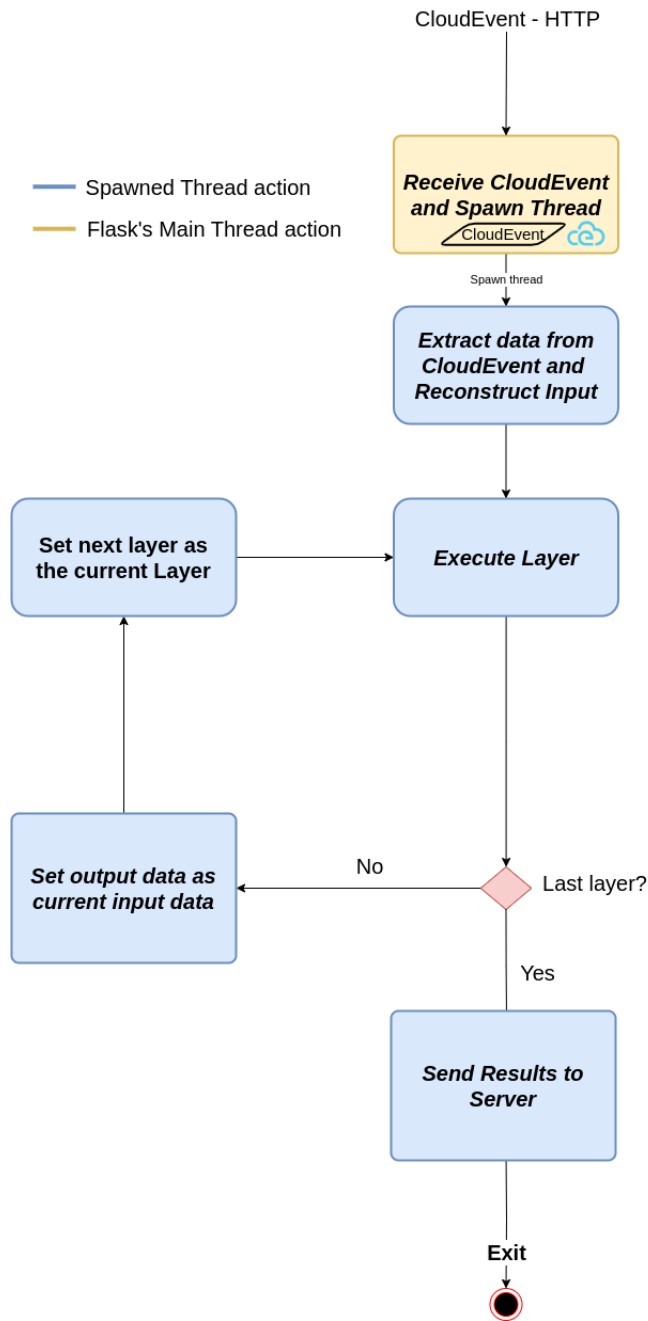 CloudEvent - HTTP
Spawned Thread action
Flask's Main Thread action
Receive CloudEvent
and Spawn Thread
CloudEvent
Spawn thread
Extract data from
CloudEvent and
Reconstruct Input
Set next layer as
the current Layer
Execute Layer
Set output data as
current input data
No
Last layer?
Yes
Send Results to
Server
Exit